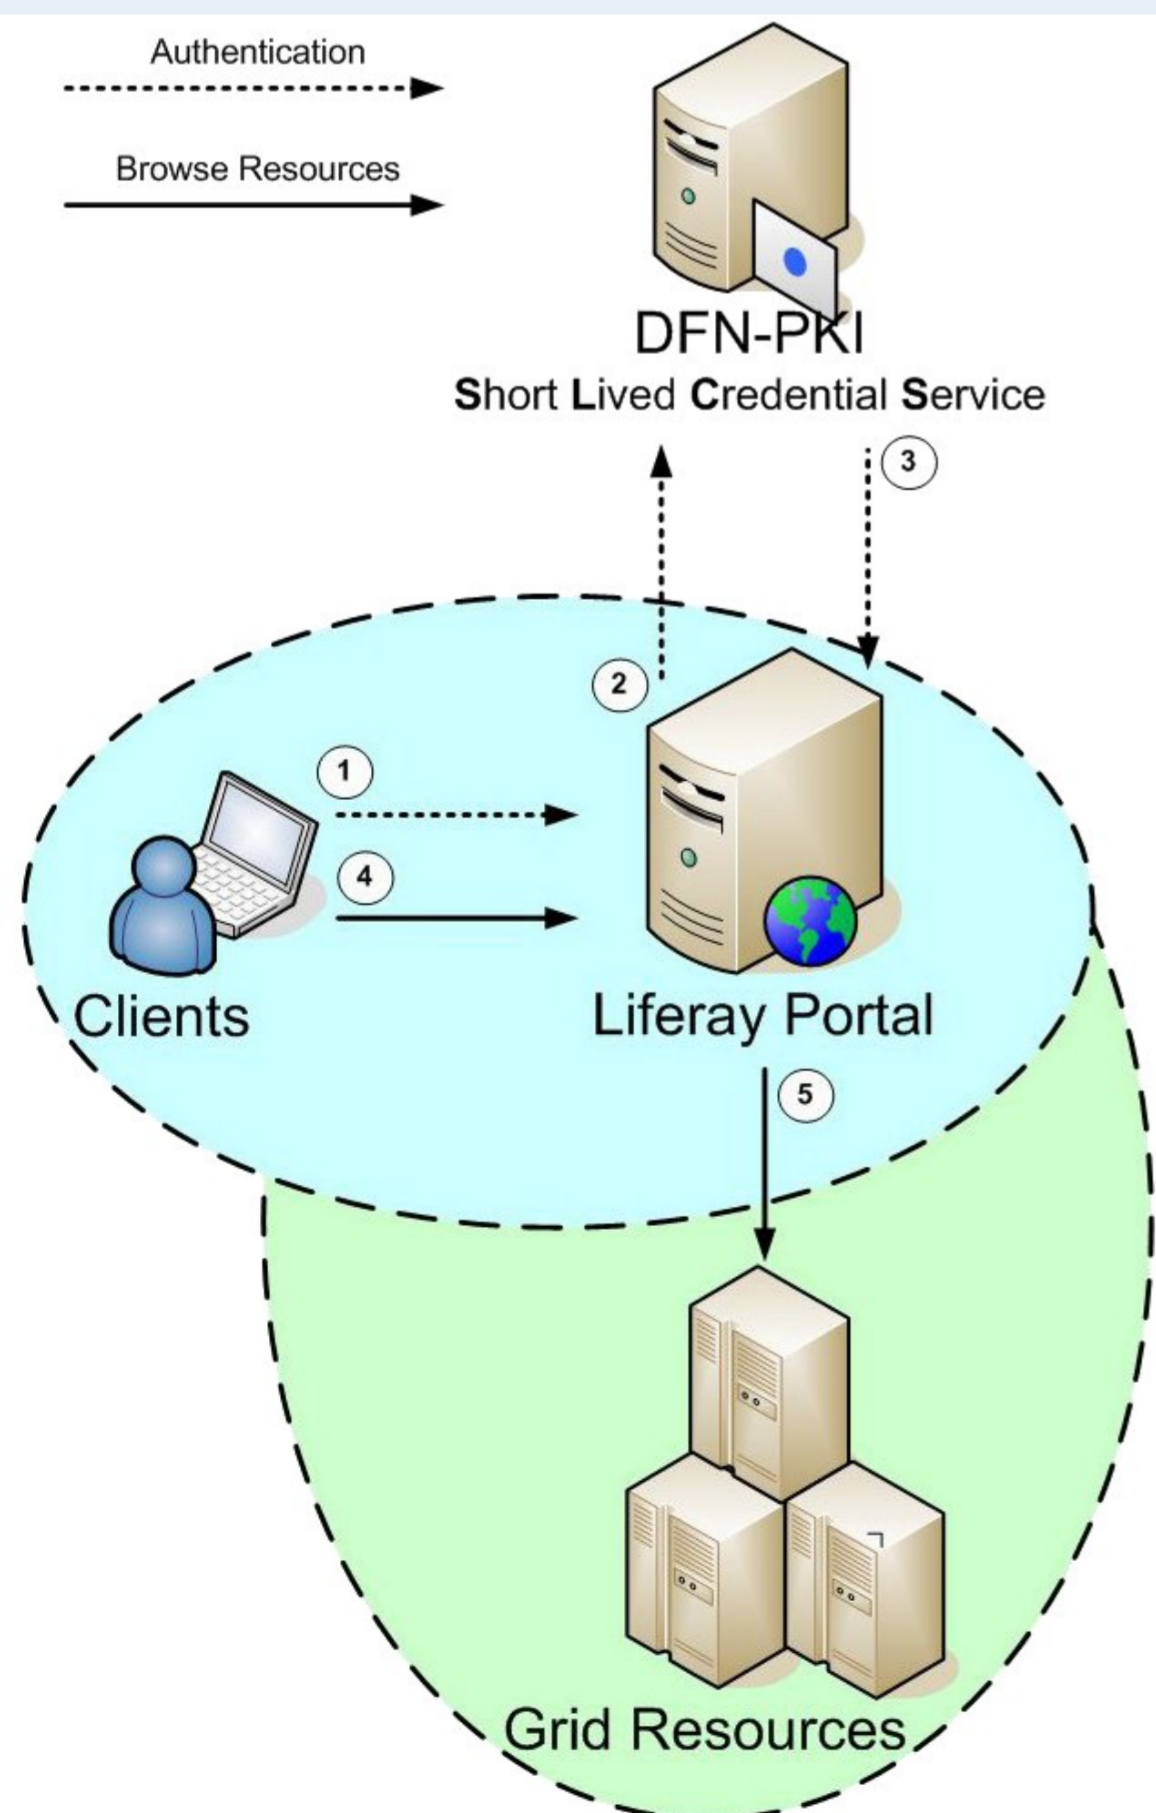 Authentication
Browse Resources
DFN-PKI
Short Lived Credential Service
3
2
1
4
Clients
Liferay Portal
5
Grid Resources